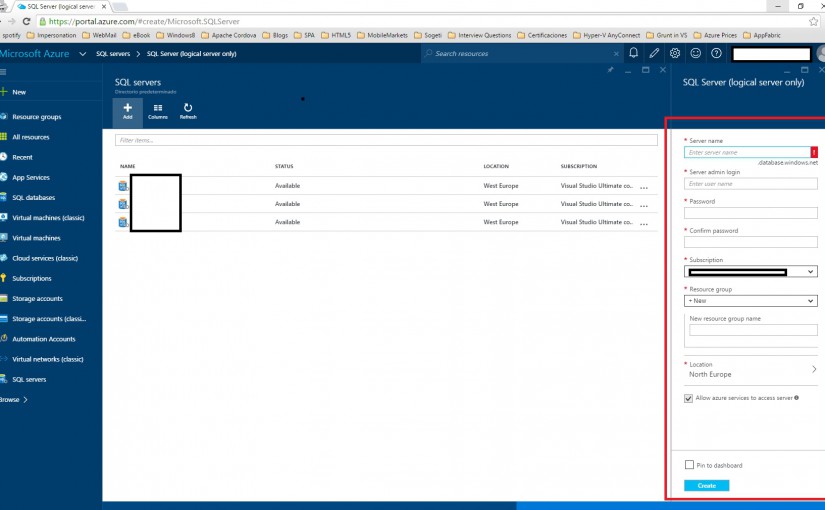 SQL Server (logical server
https://portal.azure.com/#create/Microsoft.SQLServer
spotify Impersonation WebMail eBook Windows8 Apache Cordova Blogs SPA HTML5 MobileMarkets Sogeti Interview Questions Certificaciones Hyper-V AnyConnect Grunt in VS Azure Prices AppFabric
Microsoft Azure SQL servers > SQL Server (logical server only) Search resources
New
Resource groups
All resources
Recent
App Services
SQL databases
Virtual machines (classic)
Virtual machines
Cloud services (classic)
Subscriptions
Storage accounts
Storage accounts (classi...
Automation Accounts
Virtual networks (classic)
SQL servers
Browse >
SQL servers
Directorio predeterminado
Add Columns Refresh
Filter items...
NAME STATUS LOCATION SUBSCRIPTION
Available West Europe Visual Studio Ultimate co... ...
Available West Europe Visual Studio Ultimate co... ...
Available West Europe Visual Studio Ultimate co... ...
SQL Server (logical server only)
* Server name
Enter server name !
.database.windows.net
* Server admin login
Enter user name
* Password
* Confirm password
* Subscription
* Resource group
+ New
New resource group name
* Location
North Europe
Allow azure services to access server
Pin to dashboard
Create